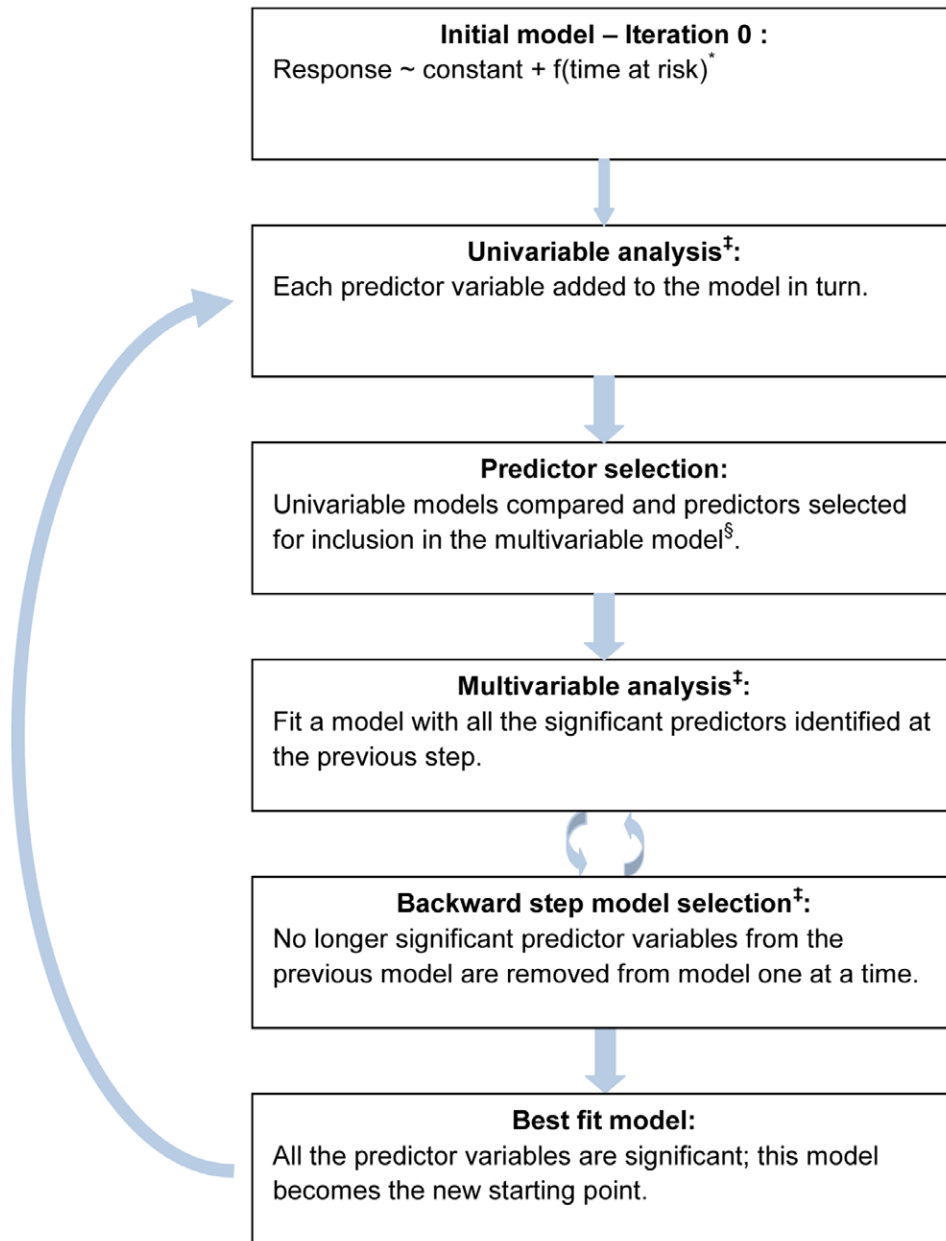 Initial model – Iteration 0 :
Response ~ constant + f(time at risk)*
Univariable analysis‡:
Each predictor variable added to the model in turn.
Predictor selection:
Univariable models compared and predictors selected
for inclusion in the multivariable model§.
Multivariable analysis‡:
Fit a model with all the significant predictors identified at
the previous step.
Backward step model selection‡:
No longer significant predictor variables from the
previous model are removed from model one at a time.
Best fit model:
All the predictor variables are significant; this model
becomes the new starting point.